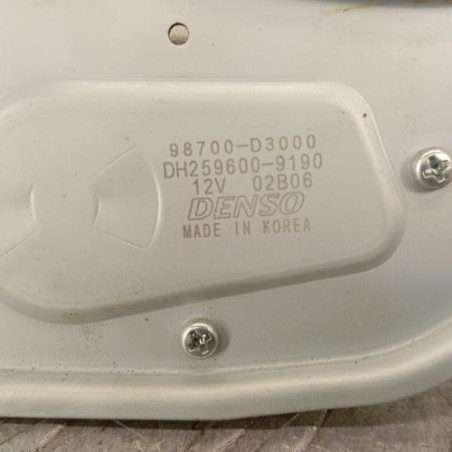 98700-D3000
DH259600-9190
12V 02B06
DENSO
MADE IN KOREA